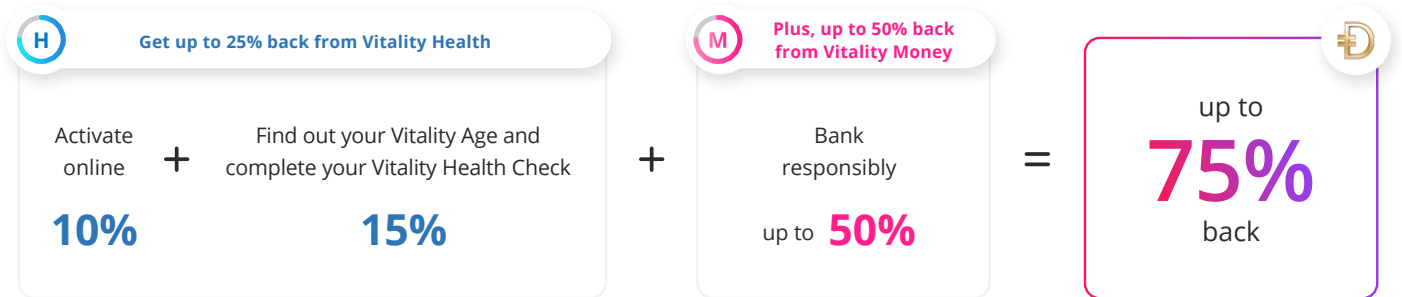 H
Get up to 25% back from Vitality Health
Activate
online
+
Find out your Vitality Age and
complete your Vitality Health Check
10%
15%
+
M
Plus, up to 50% back
from Vitality Money
Bank
responsibly
up to 50%
=
D
up to
75%
back